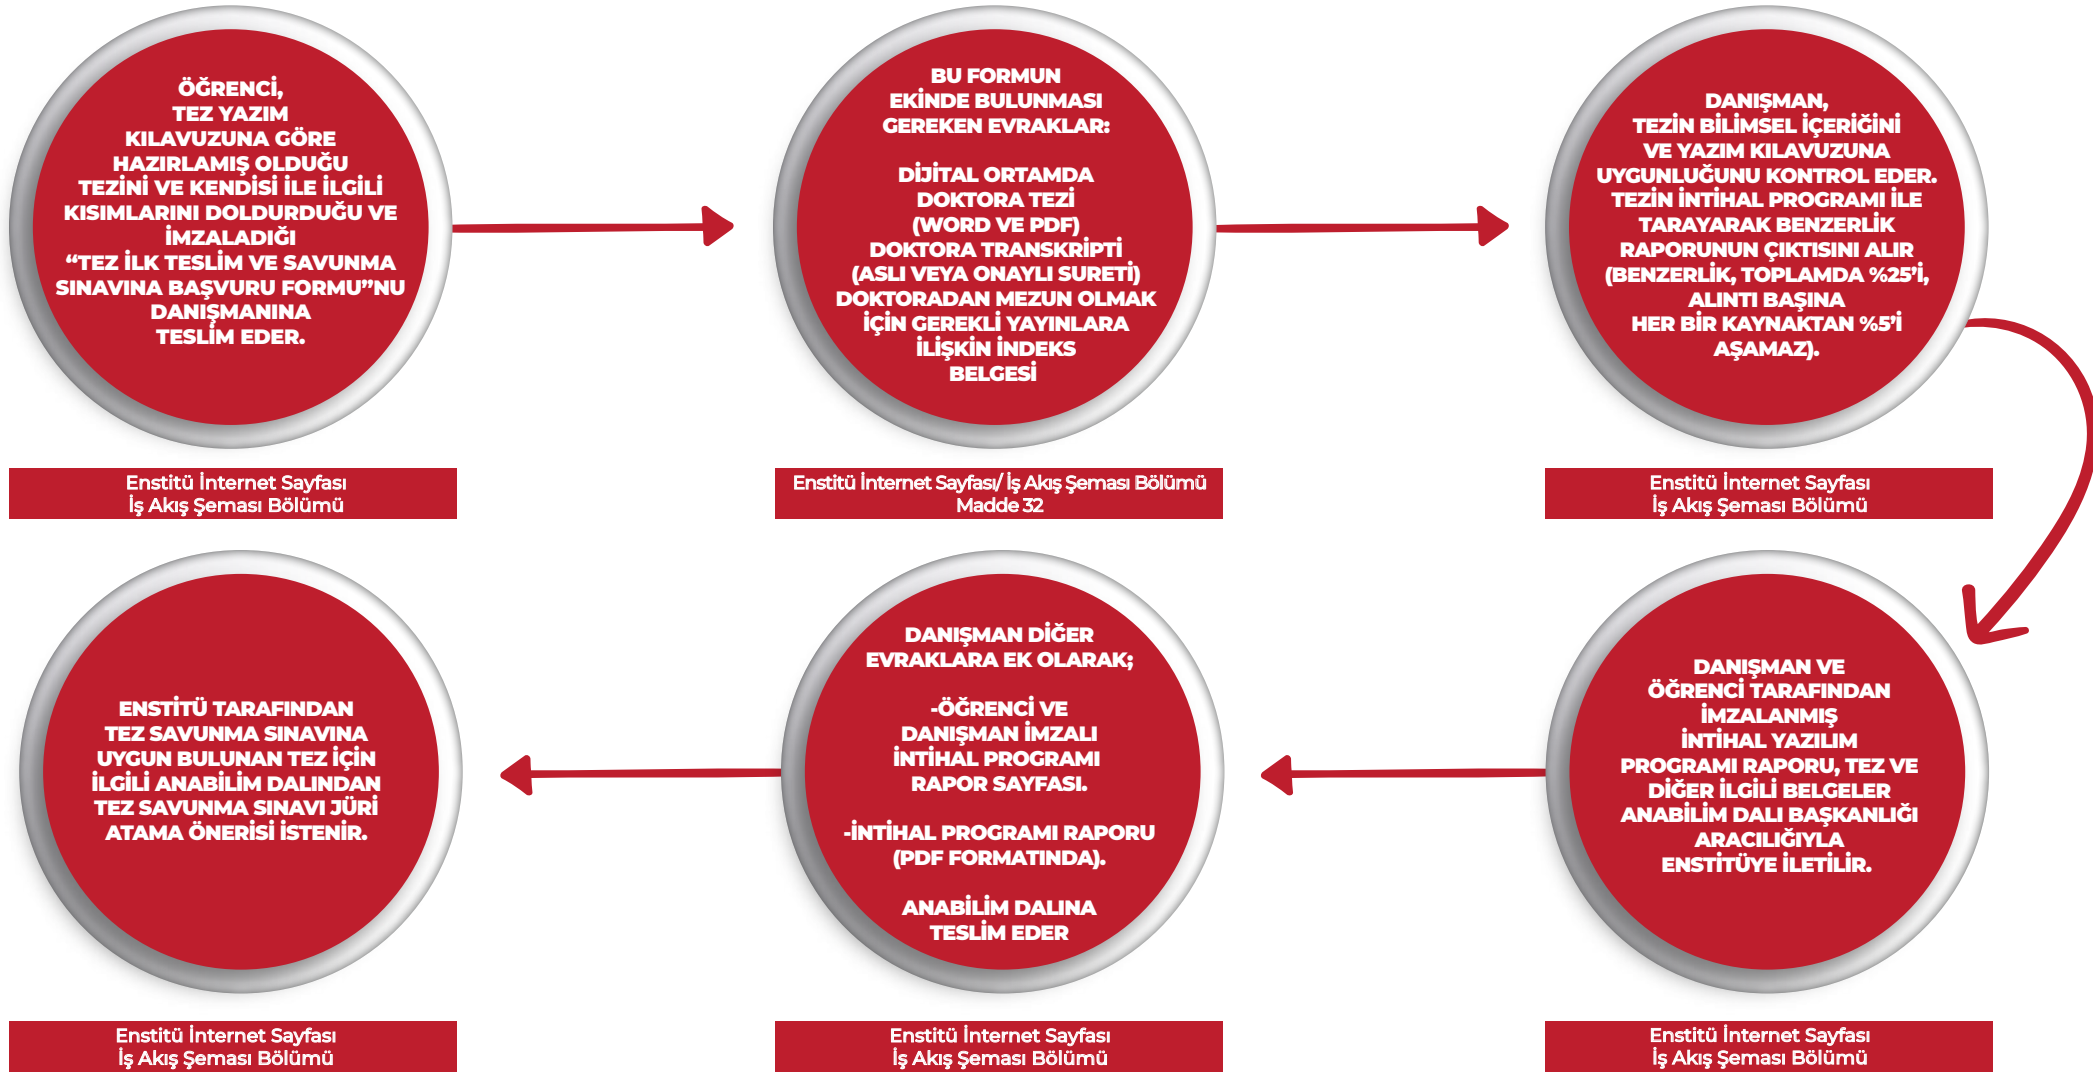 ÖĞRENCİ,
TEZ YAZIM
KILAVUZUNA GÖRE
HAZIRLAMIŞ OLDUĞU
TEZİNİ VE KENDİSİ İLE İLGİLİ
KISIMLARINI DOLDURDUĞU VE
İMZALADIĞI
“TEZ İLK TESLİM VE SAVUNMA
SINAVINA BAŞVURU FORMU”NU
DANIŞMANINA
TESLİM EDER.
Enstitü İnternet Sayfası
İş Akış Şeması Bölümü
BU FORMUN
EKİNDE BULUNMASI
GEREKEN EVRAKLAR:
DİJİTAL ORTAMDA
DOKTORA TEZİ
(WORD VE PDF)
DOKTORA TRANSKRİPTİ
(ASLI VEYA ONAYLI SURETİ)
DOKTORADAN MEZUN OLMAK
İÇİN GEREKLİ YAYINLARA
İLİŞKİN İNDEKS
BELGESİ
Enstitü İnternet Sayfası/ İş Akış Şeması Bölümü
Madde 32
DANIŞMAN,
TEZİN BİLİMSEL İÇERİĞİNİ
VE YAZIM KILAVUZUNA
UYGUNLUĞUNU KONTROL EDER.
TEZİN İNTİHAL PROGRAMI İLE
TARAYARAK BENZERLİK
RAPORUNUN ÇIKTISINI ALIR
(BENZERLİK, TOPLAMDA %25’İ,
ALINTI BAŞINA
HER BİR KAYNAKTAN %5’İ
AŞAMAZ).
Enstitü İnternet Sayfası
İş Akış Şeması Bölümü
DANIŞMAN VE
ÖĞRENCİ TARAFINDAN
İMZALANMIŞ
İNTİHAL YAZILIM
PROGRAMI RAPORU, TEZ VE
DİĞER İLGİLİ BELGELER
ANABİLİM DALI BAŞKANLIĞI
ARACILIĞIYLA
ENSTİTÜYE İLETİLİR.
Enstitü İnternet Sayfası
İş Akış Şeması Bölümü
DANIŞMAN DİĞER
EVRAKLARA EK OLARAK;
-ÖĞRENCİ VE
DANIŞMAN İMZALI
İNTİHAL PROGRAMI
RAPOR SAYFASI.
-İNTİHAL PROGRAMI RAPORU
(PDF FORMATINDA).
ANABİLİM DALINA
TESLİM EDER
Enstitü İnternet Sayfası
İş Akış Şeması Bölümü
ENSTİTÜ TARAFINDAN
TEZ SAVUNMA SINAVINA
UYGUN BULUNAN TEZ İÇİN
İLGİLİ ANABİLİM DALINDAN
TEZ SAVUNMA SINAVI JÜRİ
ATAMA ÖNERİSİ İSTENİR.
Enstitü İnternet Sayfası
İş Akış Şeması Bölümü